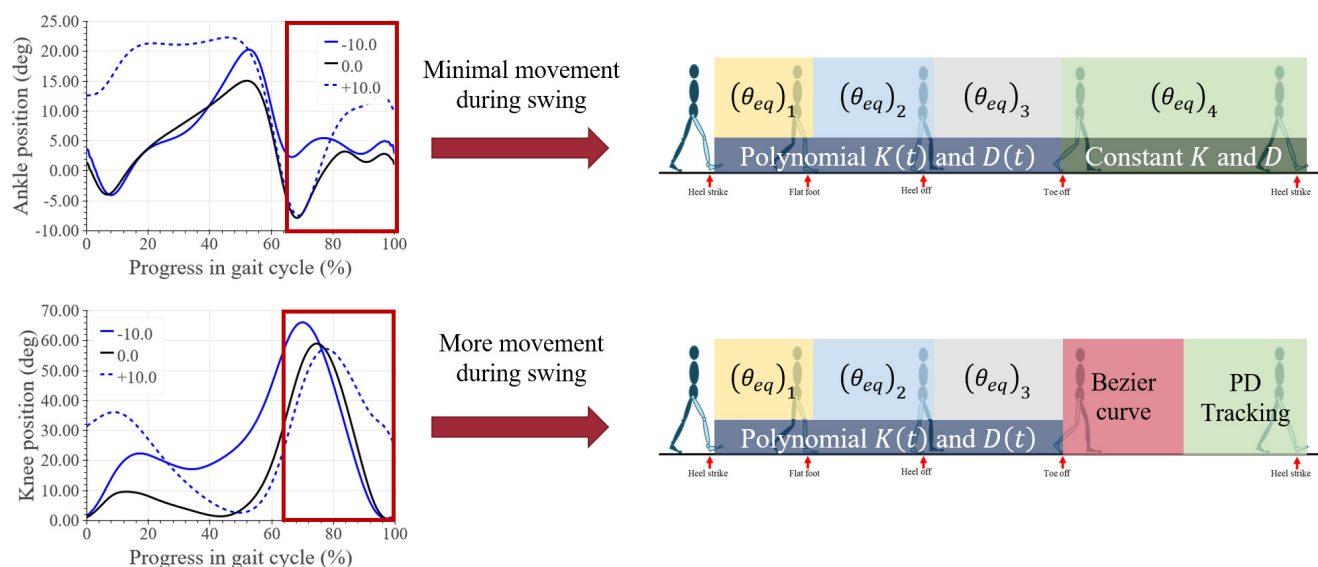 25.00
20.00
15.00
10.00
5.00
0.00
-5.00
-10.00
Ankle position (deg)
-10.0
0.0
+10.0
0
20
40
60
80
100
Progress in gait cycle (%)
Minimal movement
during swing
(θeq)1
(θeq)2
(θeq)3
(θeq)4
Polynomial K(t) and D(t)
Constant K and D
Heel strike
Flat foot
Heel off
Toe off
Heel strike
70.00
60.00
50.00
40.00
30.00
20.00
10.00
0.00
Knee position (deg)
-10.0
0.0
+10.0
0
20
40
60
80
100
Progress in gait cycle (%)
More movement
during swing
(θeq)1
(θeq)2
(θeq)3
Bezier
curve
PD
Tracking
Polynomial K(t) and D(t)
Heel strike
Flat foot
Heel off
Toe off
Heel strike